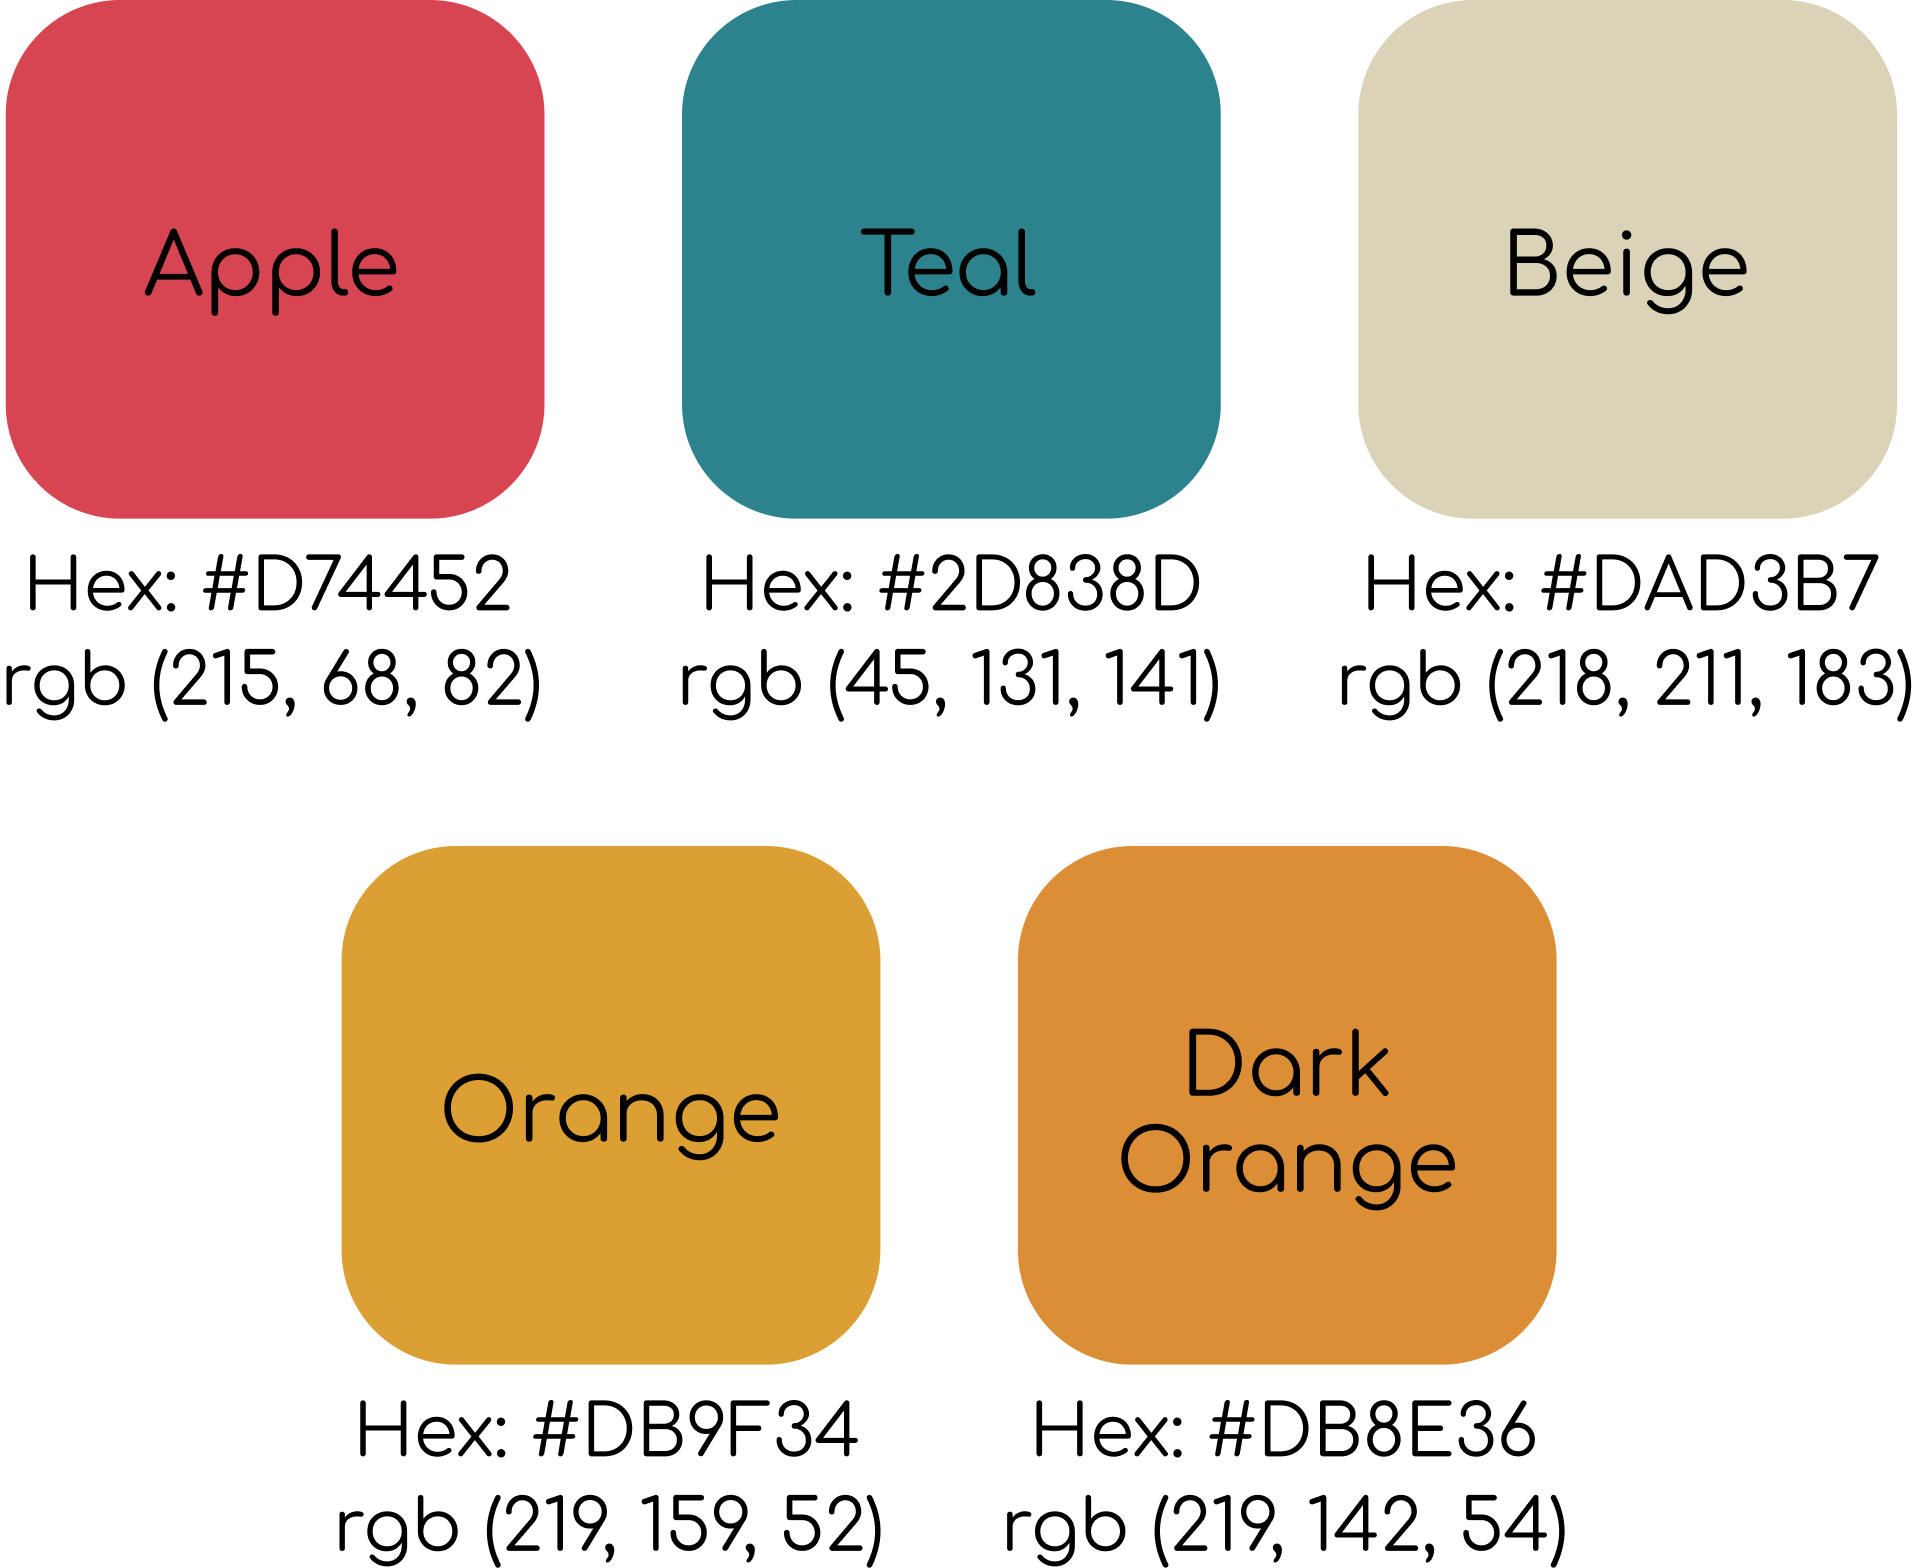 Apple
Teal
Beige
Hex: #D74452
rgb (215, 68, 82)
Hex: #2D838D
rgb (45, 131, 141)
Hex: #DAD3B7
rgb (218, 211, 183)
Orange
Dark
Orange
Hex: #DB9F34
rgb (219, 159, 52)
Hex: #DB8E36
rgb (219, 142, 54)